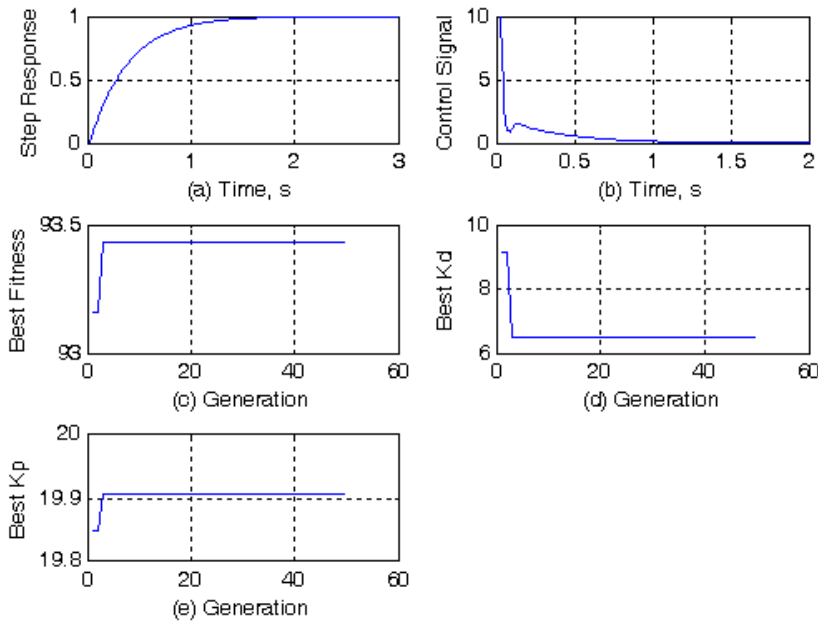 Step Response
1
0.5
0
0 1 2 3
(a) Time, s
Control Signal
10
5
0
0 0.5 1 1.5 2
(b) Time, s
Best Fitness
93.5
93
0 20 40 60
(c) Generation
Best Kd
10
8
6
0 20 40 60
(d) Generation
Best Kp
20
19.9
19.8
0 20 40 60
(e) Generation